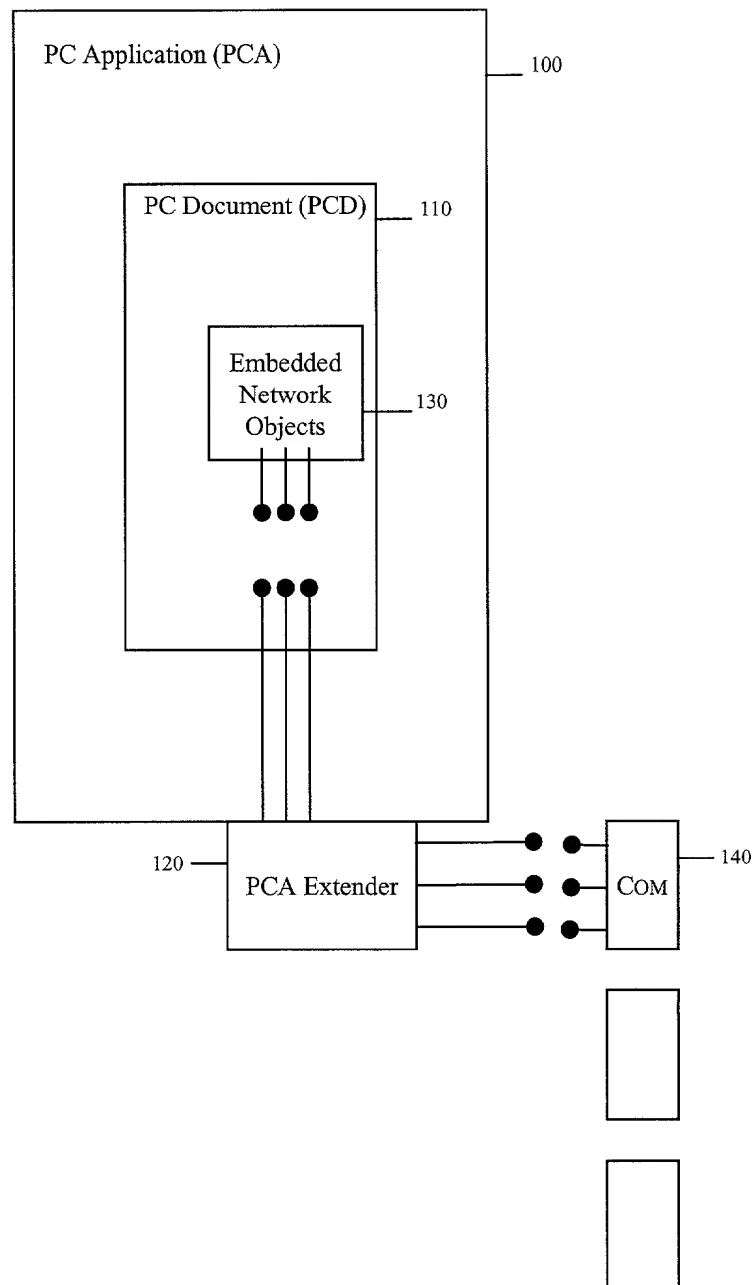 PC Application (PCA)
100
PC Document (PCD)
110
Embedded
Network
Objects
130
120
PCA Extender
COM
140